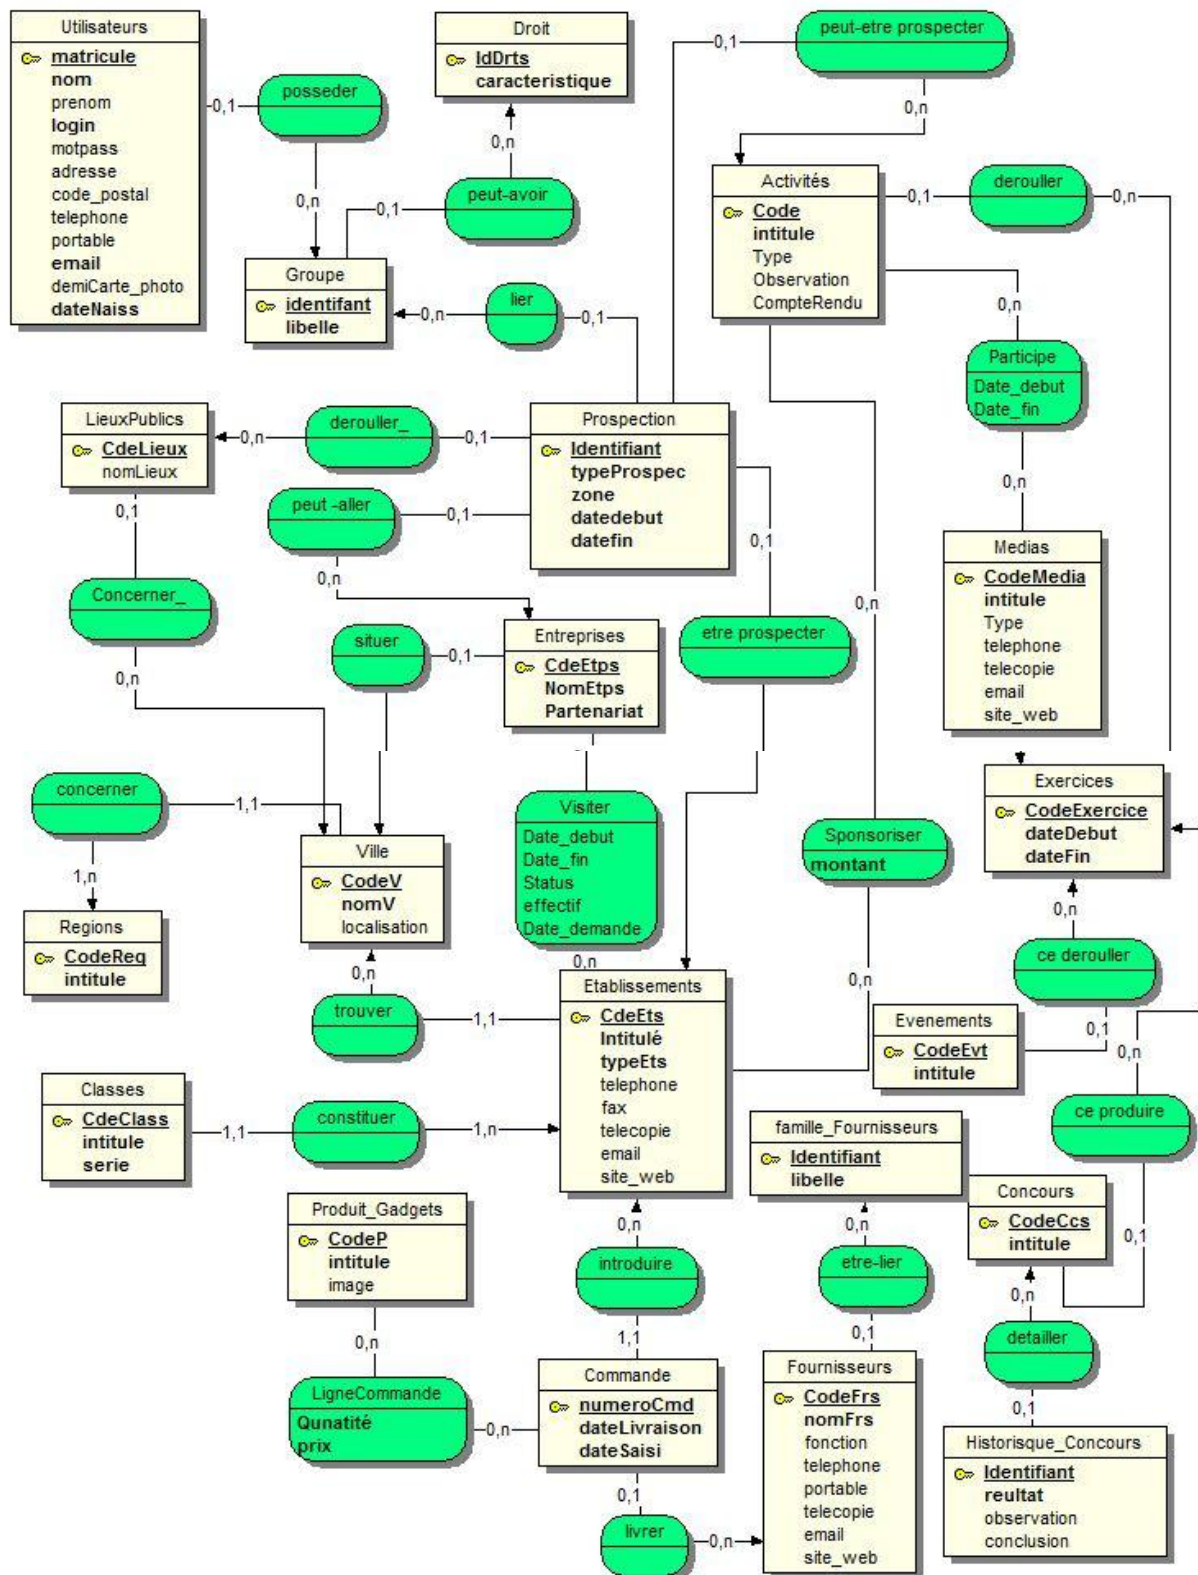 Utilisateurs
matricule
nom
prenom
login
motpass
adresse
code_postal
telephone
portable
email
demiCarte_photo
dateNaiss
0,1
posseder
0,n
Droit
IdDrts
caracteristique
0,n
peut-avoir
0,1
Groupe
identifant
libelle
0,n
lier
0,1
0,1
peut-etre prospecter
0,n
Activités
Code
intitule
Type
Observation
CompteRendu
0,1
derouller
0,n
0,n
Participe
Date_debut
Date_fin
0,n
LieuxPublics
CdeLieux
nomLieux
0,n
derouller_
0,1
Prospection
Identifiant
typeProspec
zone
datedebut
datefin
0,1
peut -aller
0,1
0,n
0,1
Concerner_
0,n
Medias
CodeMedia
intitule
Type
telephone
telecopie
email
site_web
0,n
etre prospecter
situer
0,1
Entreprises
CdeEtps
NomEtps
Partenariat
concerner
1,1
1,n
Ville
CodeV
nomV
localisation
Visiter
Date_debut
Date_fin
Status
effectif
Date_demande
0,n
Sponsoriser
montant
0,n
Exercices
CodeExercice
dateDebut
dateFin
0,n
ce derouller
0,1
Regions
CodeReg
intitule
0,n
trouver
1,1
Etablissements
CdeEts
Intitulé
typeEts
telephone
fax
telecopie
email
site_web
Evenements
CodeEvt
intitule
0,n
ce produire
0,1
Classes
CdeClass
intitule
serie
1,1
constituer
1,n
famille_Fournisseurs
Identifiant
libelle
Concours
CodeCcs
intitule
Produit_Gadgets
CodeP
intitule
image
0,n
0,n
introduire
1,1
0,n
etre-lier
0,1
0,n
detailler
0,1
LigneCommande
Qunatité
prix
0,n
Commande
numeroCmd
dateLivraison
dateSaisi
0,1
livrer
0,n
Fournisseurs
CodeFrs
nomFrs
fonction
telephone
portable
telecopie
email
site_web
Historisque_Concours
Identifiant
reultat
observation
conclusion